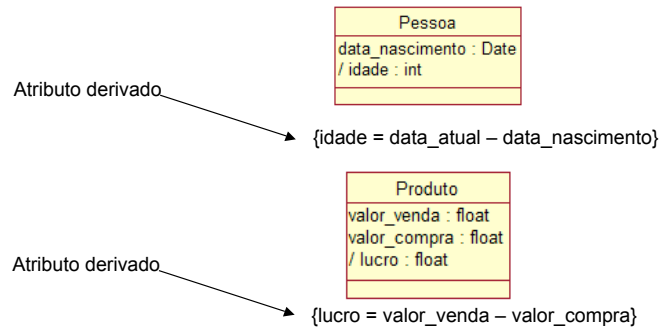 Pessoa
data_nascimento : Date
/ idade : int
Atributo derivado
{idade = data_atual – data_nascimento}
Produto
valor_venda : float
valor_compra : float
/ lucro : float
Atributo derivado
{lucro = valor_venda – valor_compra}